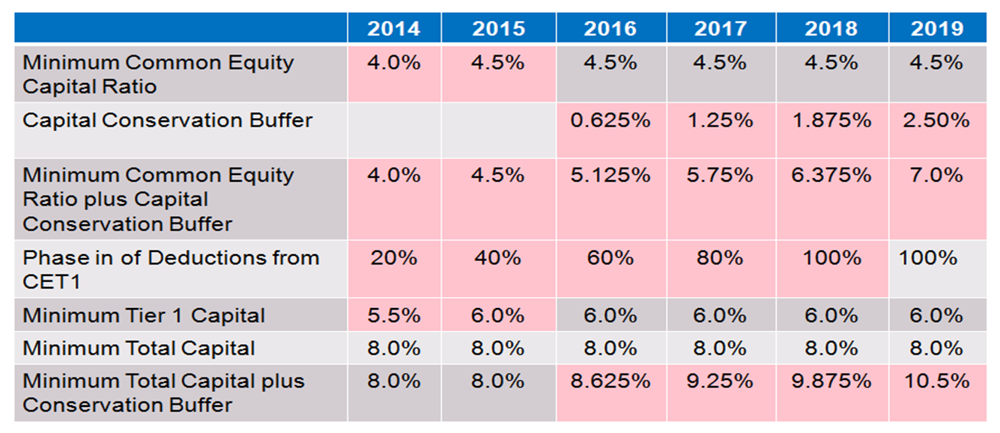 2014 2015 2016 2017 2018 2019
Minimum Common Equity 4.0% 4.5% 4.5% 4.5% 4.5% 4.5%
Capital Ratio
Capital Conservation Buffer 0.625% 1.25% 1.875% 2.50%
Minimum Common Equity 4.0% 4.5% 5.125% 5.75% 6.375% 7.0%
Ratio plus Capital
Conservation Buffer
Phase in of Deductions from 20% 40% 60% 80% 100% 100%
CET1
Minimum Tier 1 Capital 5.5% 6.0% 6.0% 6.0% 6.0% 6.0%
Minimum Total Capital 8.0% 8.0% 8.0% 8.0% 8.0% 8.0%
Minimum Total Capital plus 8.0% 8.0% 8.625% 9.25% 9.875% 10.5%
Conservation Buffer